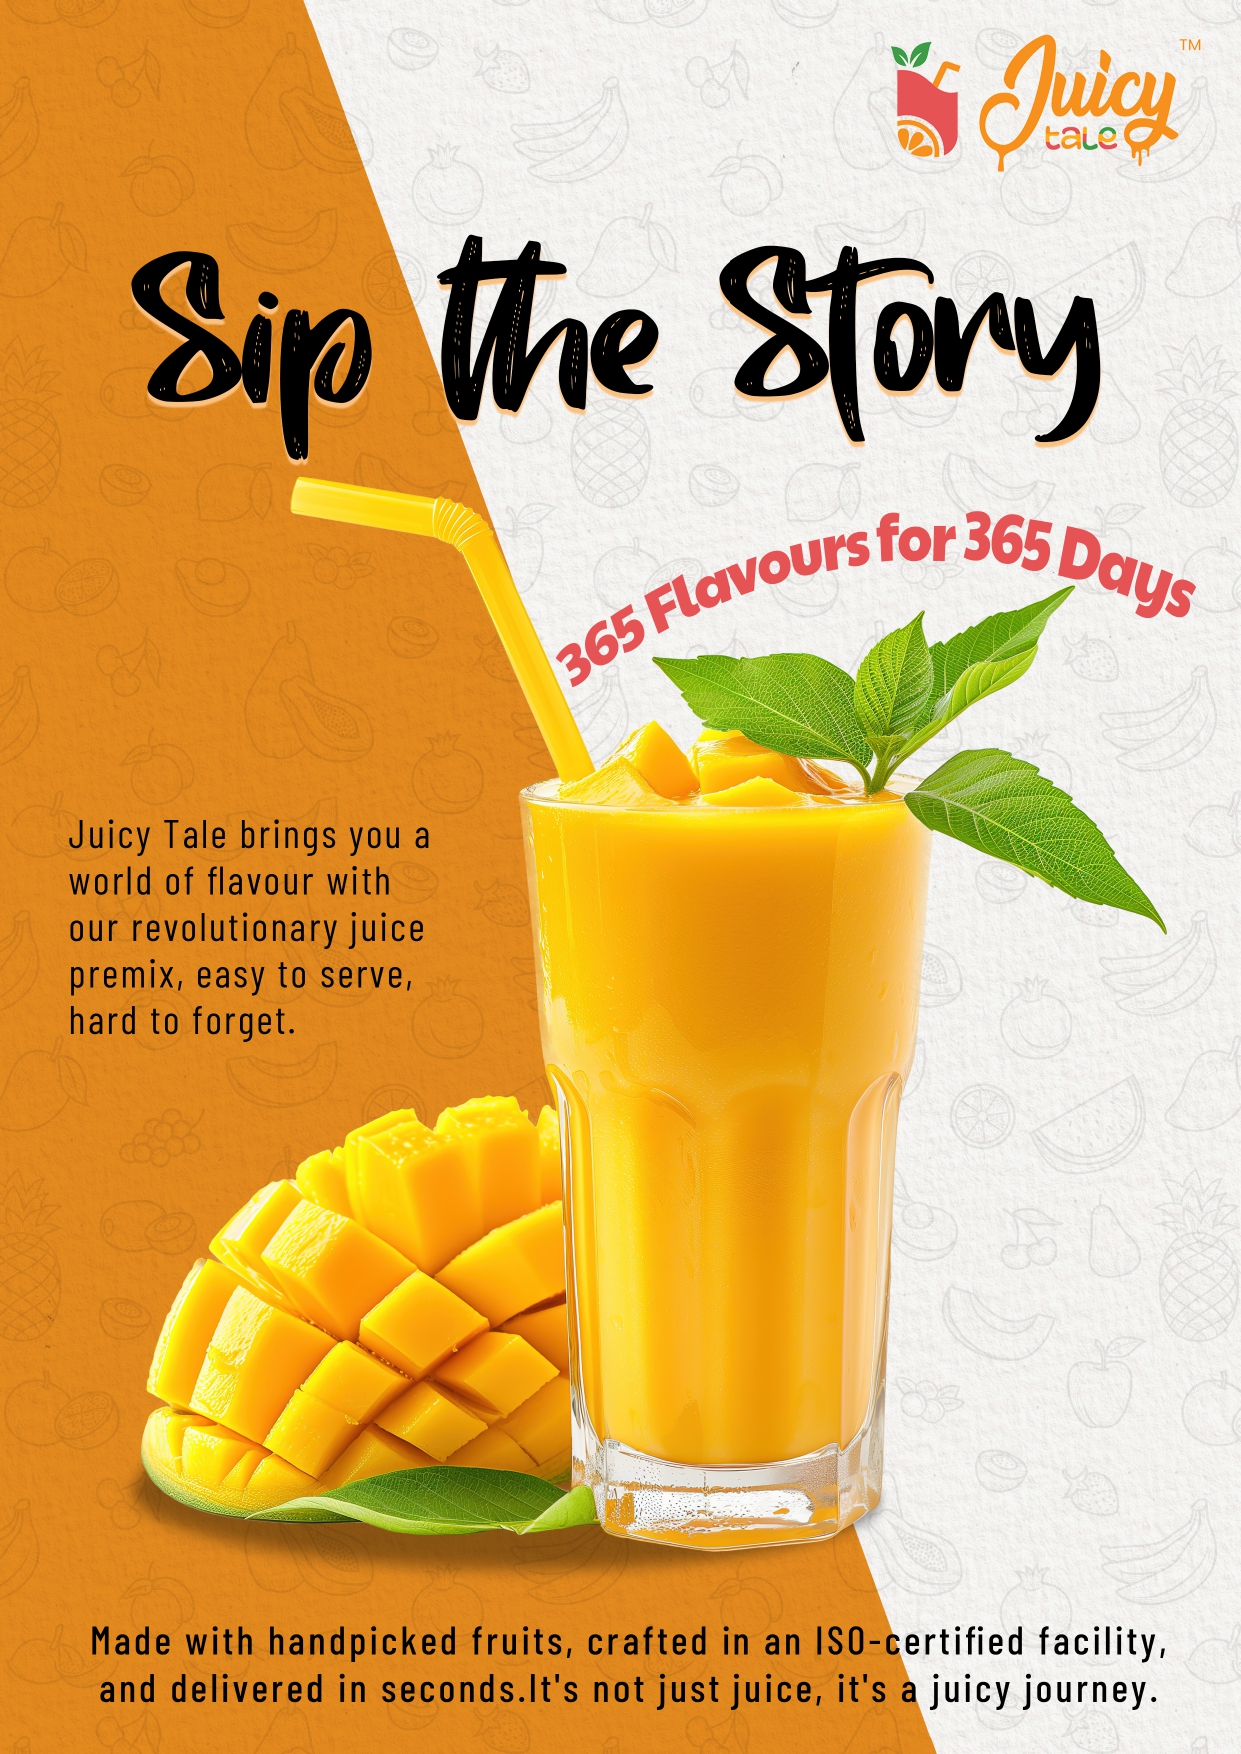 Juicy
TM
tale
Sip the Story
365 Flavours for 365 Days
Juicy Tale brings you a
world of flavour with
our revolutionary juice
premix, easy to serve,
hard to forget.
Made with handpicked fruits, crafted in an ISO-certified facility,
and delivered in seconds.It's not just juice, it's a juicy journey.